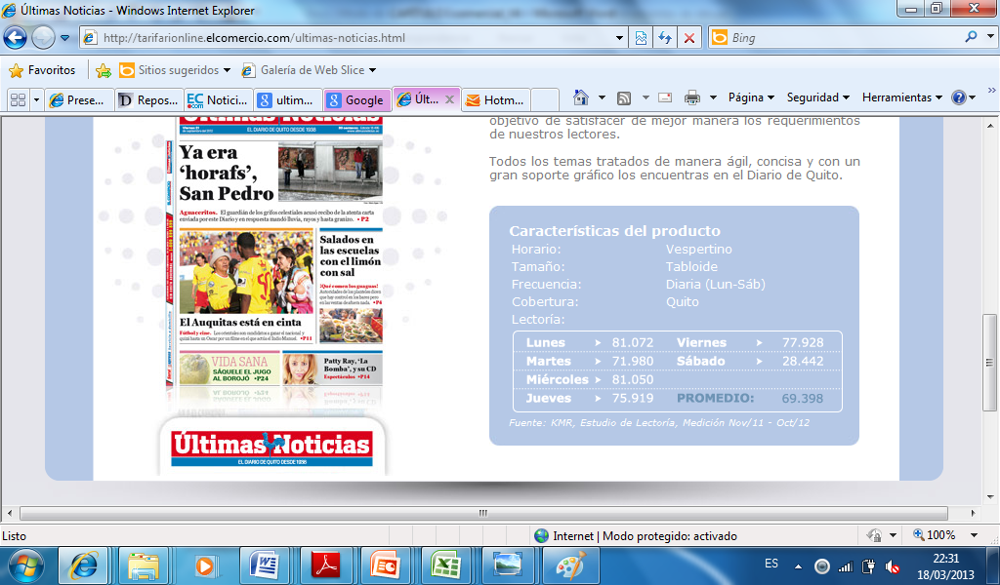 Últimas Noticias - Windows Internet Explorer
http://tarifarionline.elcomercio.com/ultimas-noticias.html
Bing
Favoritos
Sitios sugeridos
Galería de Web Slice
Prese...
Repos...
Notici...
ultim...
Google
Últ...
Hotm...
Página
Seguridad
Herramientas
Últimas Noticias
EL DIARIO DE QUITO DESDE 1938
Ya era
'horafs',
San Pedro
Aguaceritos. El guardián de los grifos celestiales acusó recibo de la atenta carta
enviada por este Diario y en respuesta mandó lluvia, rayos y hasta granizo. • P2
Salados en
las escuelas
con el limón
con sal
¡Qué comen los guaguas!
El Auquitas está en cinta
VIDA SANA
SÁQUELE EL JUGO
AL BOROJÓ •P24
Patty Ray, 'La
Bomba', y su CD
Espectáculos •P14
Últimas Noticias
EL DIARIO DE QUITO DESDE 1938
objetivo de satisfacer de mejor manera los requerimientos
de nuestros lectores.
Todos los temas tratados de manera ágil, concisa y con un
gran soporte gráfico los encuentras en el Diario de Quito.
Características del producto
Horario: Vespertino
Tamaño: Tabloide
Frecuencia: Diaria (Lun-Sáb)
Cobertura: Quito
Lectoría:
Lunes 81.072 Viernes 77.928
Martes 71.980 Sábado 28.442
Miércoles 81.050
Jueves 75.919 PROMEDIO: 69.398
Fuente: KMR, Estudio de Lectoría, Medición Nov/11 - Oct/12
Listo
Internet | Modo protegido: activado
100%
ES
22:31
18/03/2013